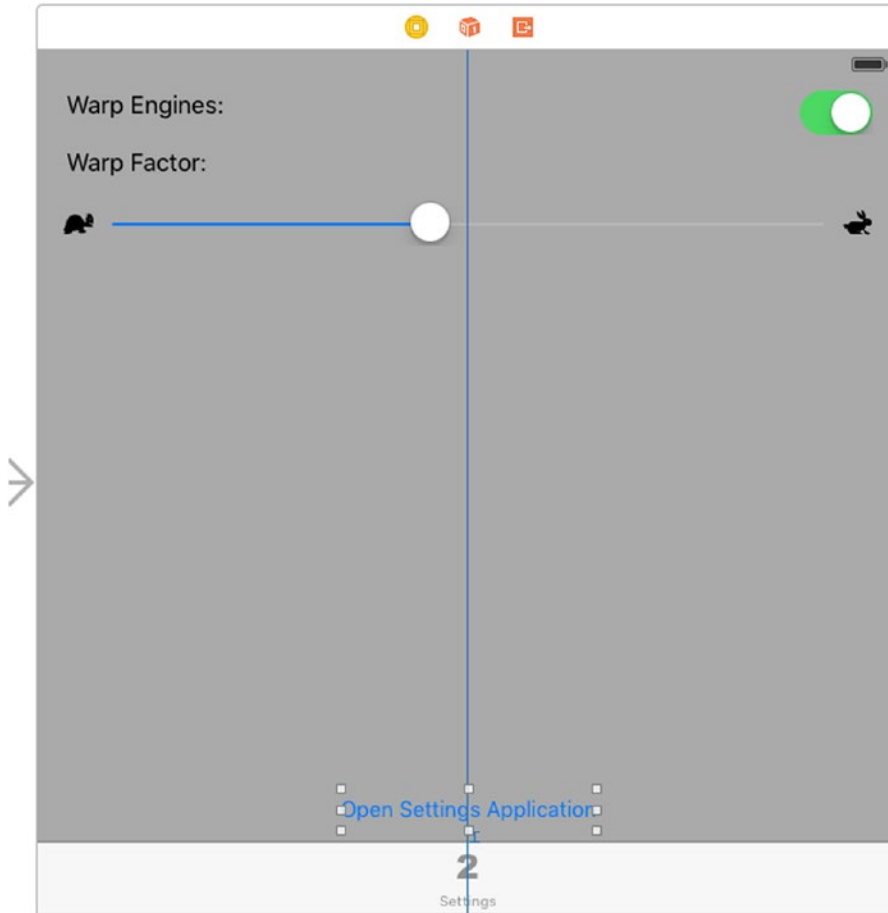 Warp Engines:
Warp Factor:
Open Settings Application
2
Settings